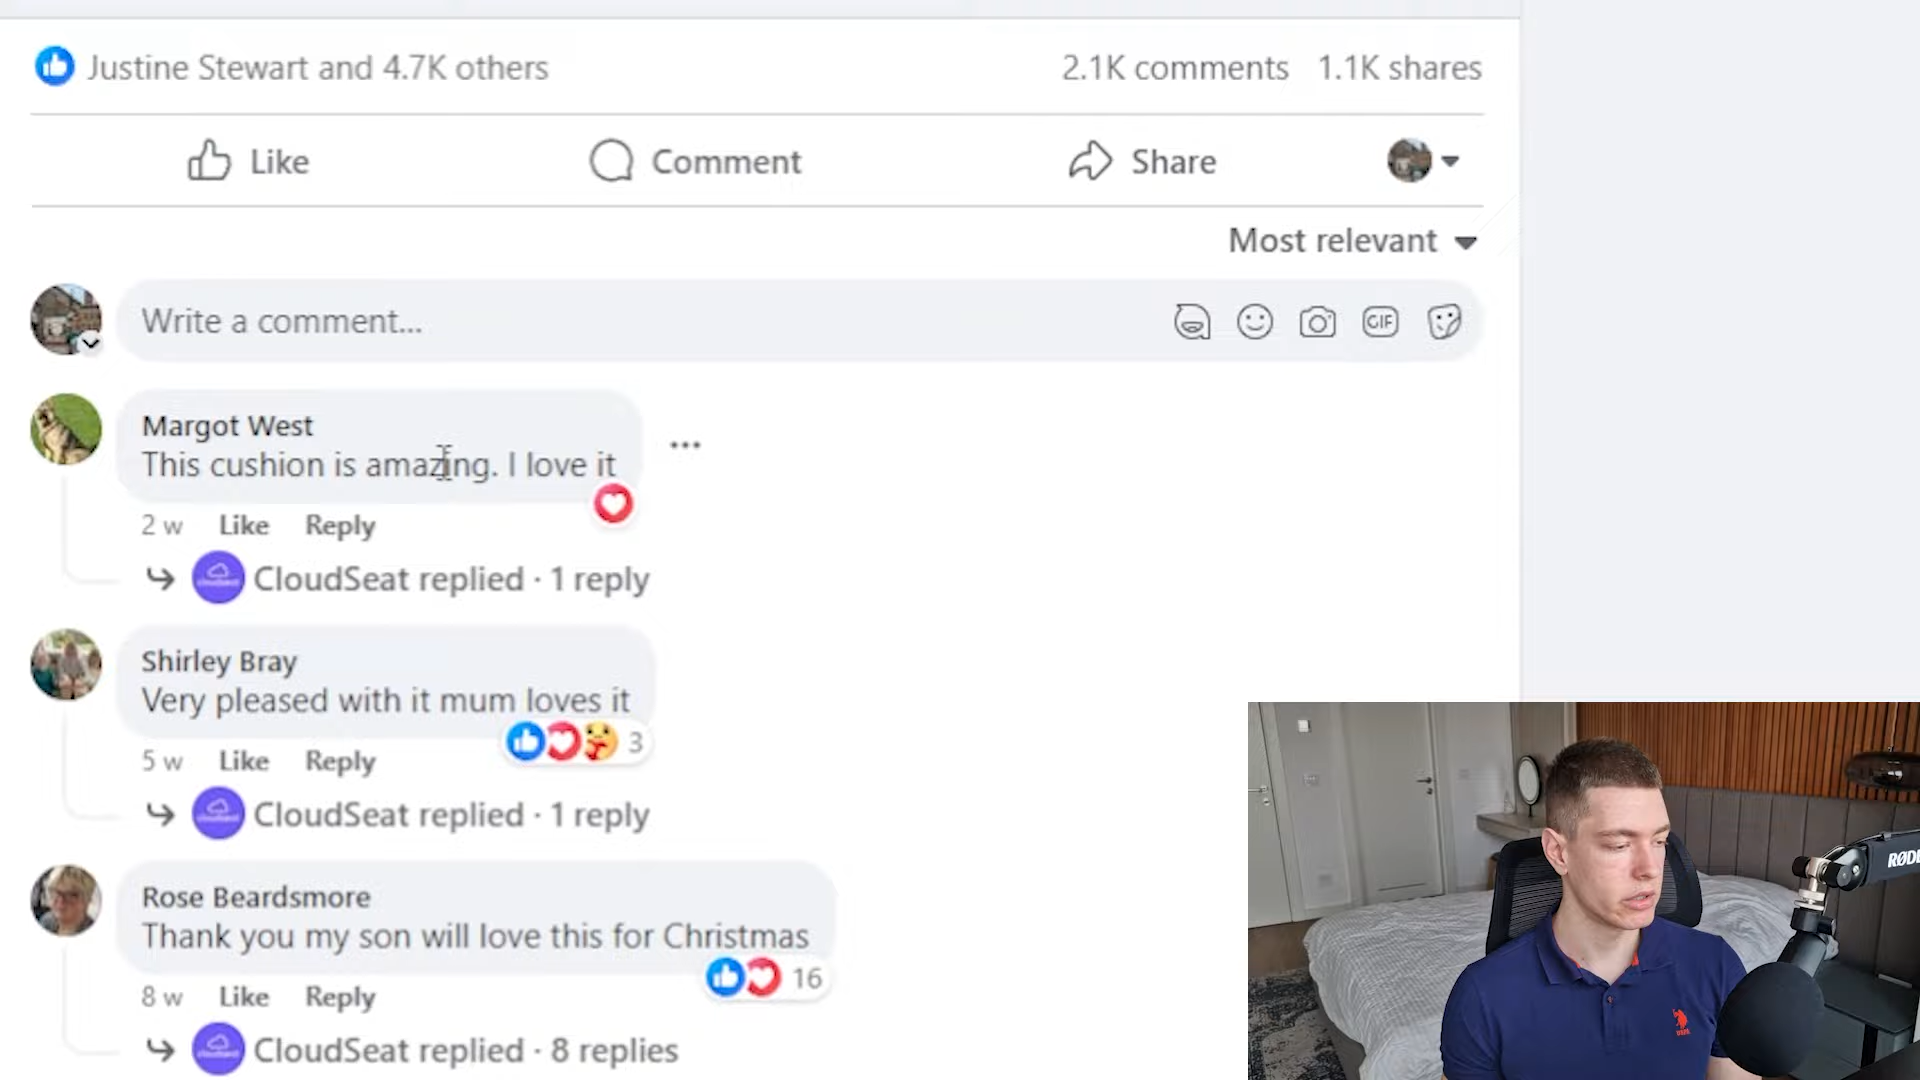 Justine Stewart and 4.7K others
2.1K comments 1.1K shares
Like Comment Share
Most relevant
Write a comment...
GIF
Margot West
This cushion is amazing. I love it
2 w Like Reply
CloudSeat replied · 1 reply
Shirley Bray
Very pleased with it mum loves it
3
5 w Like Reply
CloudSeat replied · 1 reply
Rose Beardsmore
Thank you my son will love this for Christmas
16
8 w Like Reply
CloudSeat replied · 8 replies
RØDE